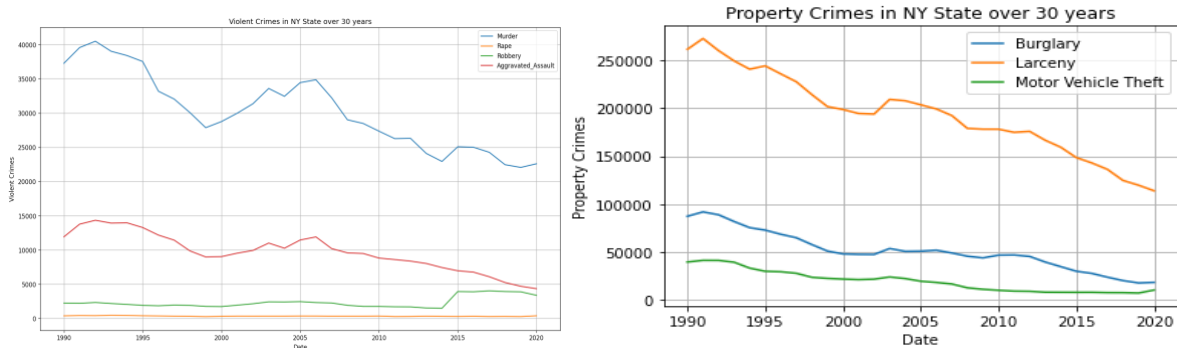 Violent Crimes in NY State over 30 years
Murder
Rape
Robbery
Aggravated_Assault
Violent Crimes
40000
35000
30000
25000
20000
15000
10000
5000
0
1990 1995 2000 2005 2010 2015 2020
Date
Property Crimes in NY State over 30 years
Burglary
Larceny
Motor Vehicle Theft
Property Crimes
250000
200000
150000
100000
50000
0
1990 1995 2000 2005 2010 2015 2020
Date